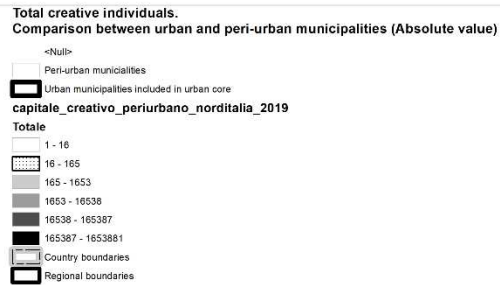 Total creative individuals.
Comparison between urban and peri-urban municipalities (Absolute value)
<Null>
Peri-urban municialities
Urban municipalities included in urban core
capitale_creativo_periurbano_norditalia_2019
Totale
1 - 16
16 - 165
165 - 1653
1653 - 16538
16538 - 165387
165387 - 1653881
Country boundaries
Regional boundaries